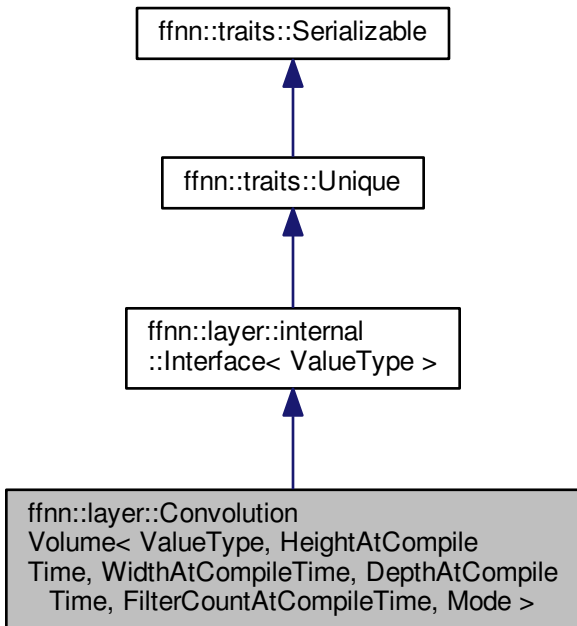 ffnn::traits::Serializable
ffnn::traits::Unique
ffnn::layer::internal
::Interface< ValueType >
ffnn::layer::Convolution
Volume< ValueType, HeightAtCompile
Time, WidthAtCompileTime, DepthAtCompile
Time, FilterCountAtCompileTime, Mode >